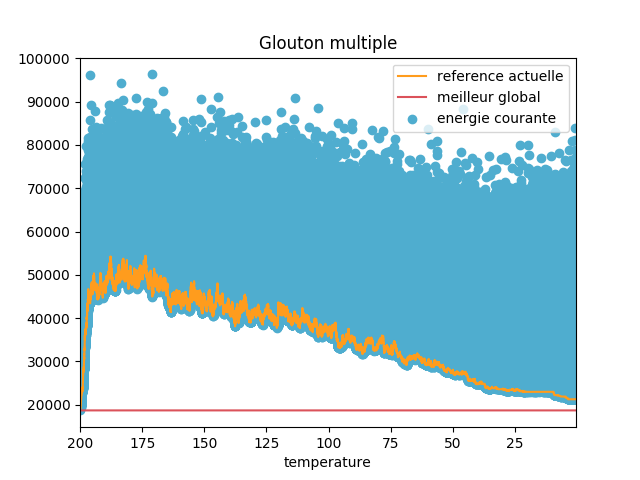 Glouton multiple
reference actuelle
meilleur global
energie courante
100000
90000
80000
70000
60000
50000
40000
30000
20000
200 175 150 125 100 75 50 25
temperature